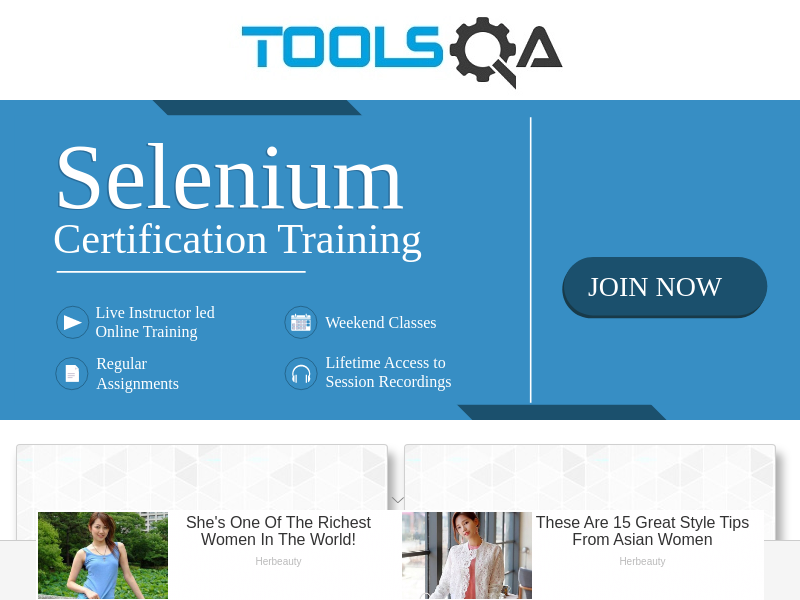 TOOLSQA
Selenium
Certification Training
JOIN NOW
Live Instructor led
Online Training
Weekend Classes
Regular
Assignments
Lifetime Access to
Session Recordings
She's One Of The Richest
Women In The World!
Herbeauty
These Are 15 Great Style Tips
From Asian Women
Herbeauty